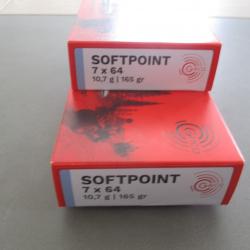 SOFTPOINT
7 x 64
10,7 g | 165 gr
SOFTPOINT
7 x 64
10,7 g | 165 gr